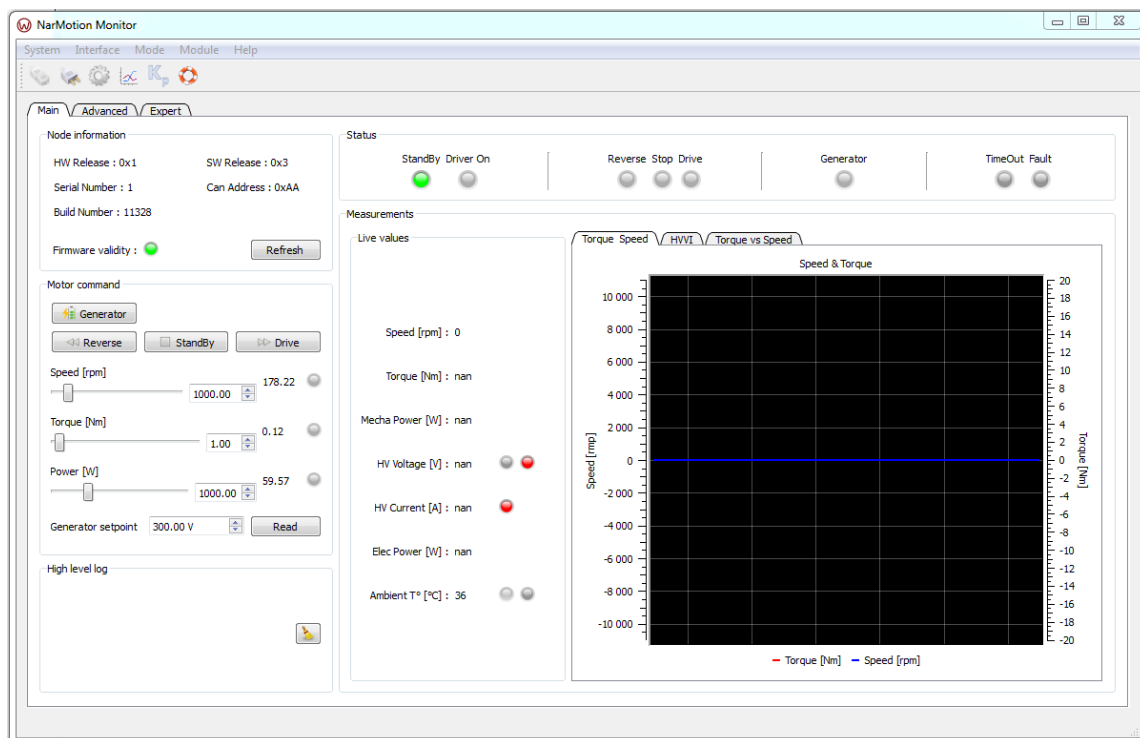 NarMotion Monitor
System Interface Mode Module Help
Kp
Main Advanced Expert
Node information
HW Release : 0x1 SW Release : 0x3
Serial Number : 1 Can Address : 0xAA
Build Number : 11328
Firmware validity : Refresh
Motor command
Generator
Reverse StandBy Drive
Speed [rpm]
1000.00 178.22
Torque [Nm]
1.00 0.12
Power [W]
1000.00 59.57
Generator setpoint 300.00 V Read
High level log
Status
StandBy Driver On Reverse Stop Drive Generator TimeOut Fault
Measurements
Live values
Speed [rpm] : 0
Torque [Nm] : nan
Mecha Power [W] : nan
HV Voltage [V] : nan
HV Current [A] : nan
Elec Power [W] : nan
Ambient T° [°C] : 36
Torque Speed HVVI Torque vs Speed
Speed & Torque
Speed [rmp]
10 000
8 000
6 000
4 000
2 000
0
-2 000
-4 000
-6 000
-8 000
-10 000
20
18
16
14
12
10
8
6
4
2
0
-2
-4
-6
-8
-10
-12
-14
-16
-18
-20
Torque [Nm]
Torque [Nm] Speed [rpm]